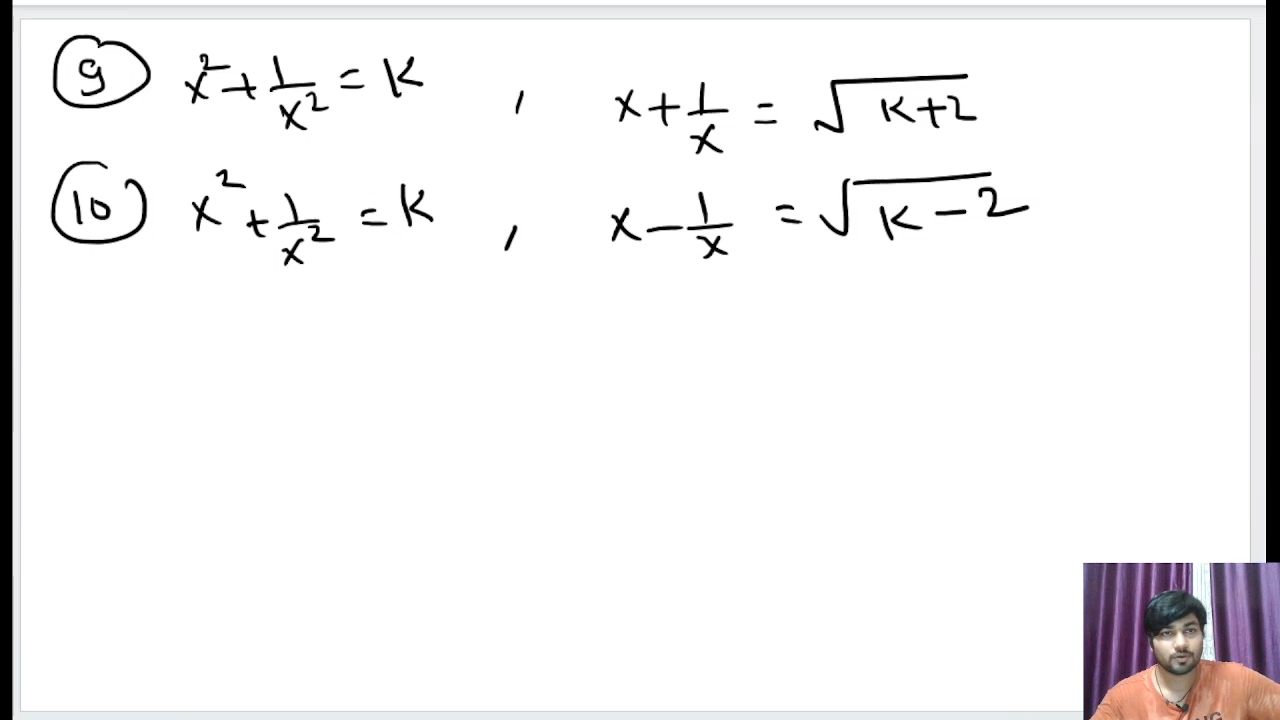 9 x² + 1/x² = K , x + 1/x = √(K+2)
10 x² + 1/x² = K , x - 1/x = √(K-2)